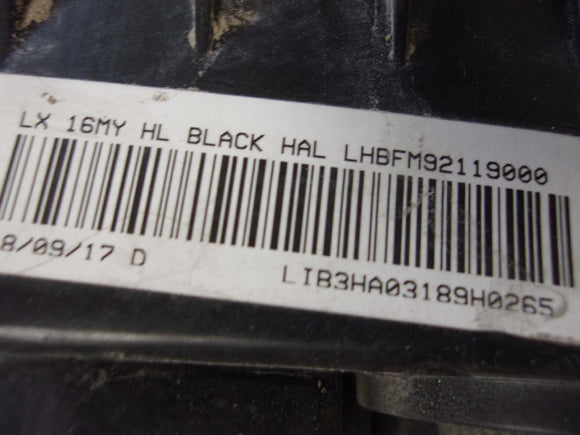 LX 16MY HL BLACK HAL LHBFM92119000
8/09/17 D
LIB3HA03189H0265